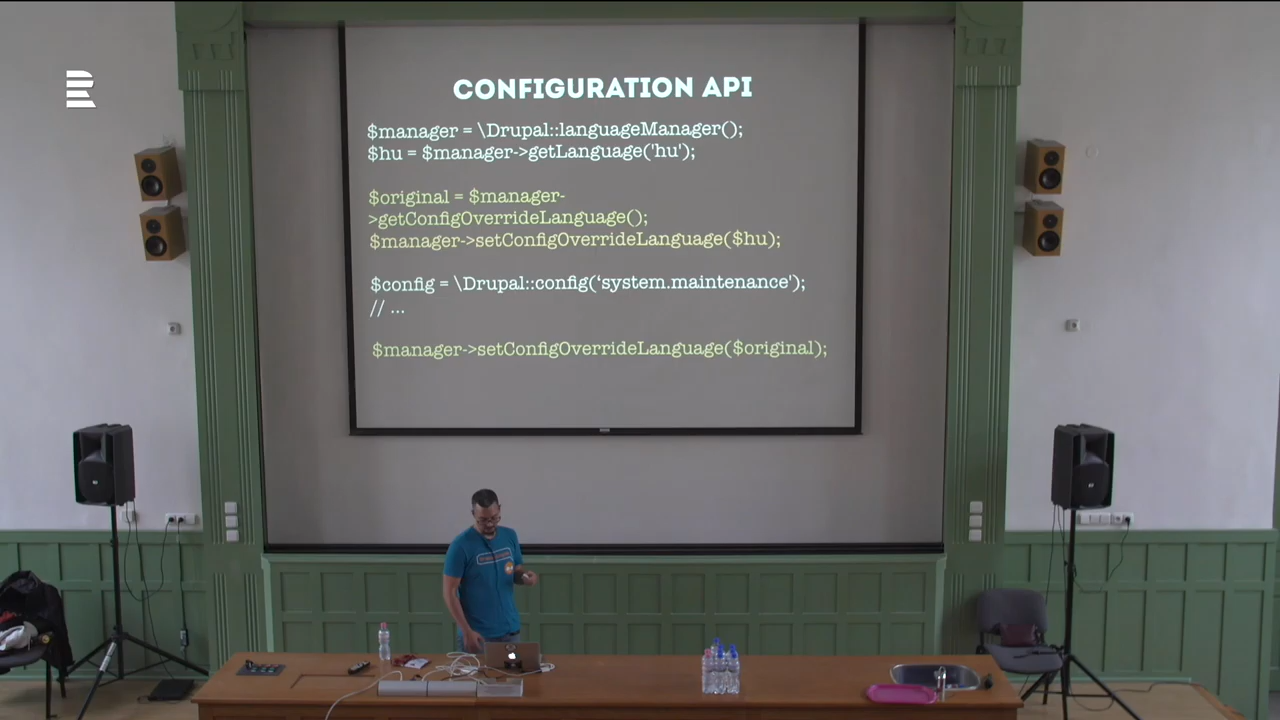 CONFIGURATION API
$manager = \Drupal::languageManager();
$hu = $manager->getLanguage('hu');
$original = $manager-
>getConfigOverrideLanguage();
$manager->setConfigOverrideLanguage($hu);
$config = \Drupal::config(‘system.maintenance');
// ...
$manager->setConfigOverrideLanguage($original);